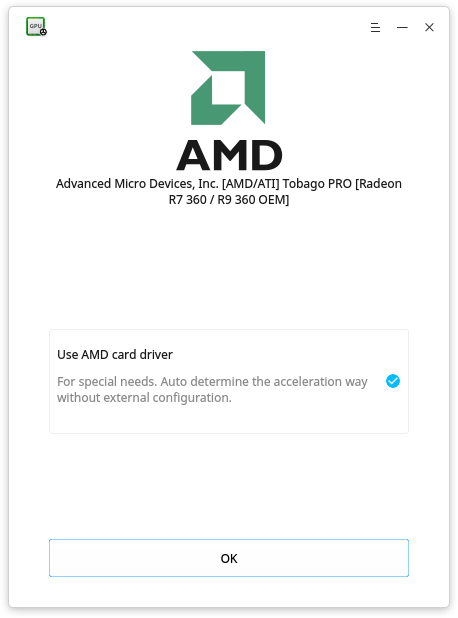 GPU
AMD
Advanced Micro Devices, Inc. [AMD/ATI] Tobago PRO [Radeon
R7 360 / R9 360 OEM]
Use AMD card driver
For special needs. Auto determine the acceleration way
without external configuration.
OK